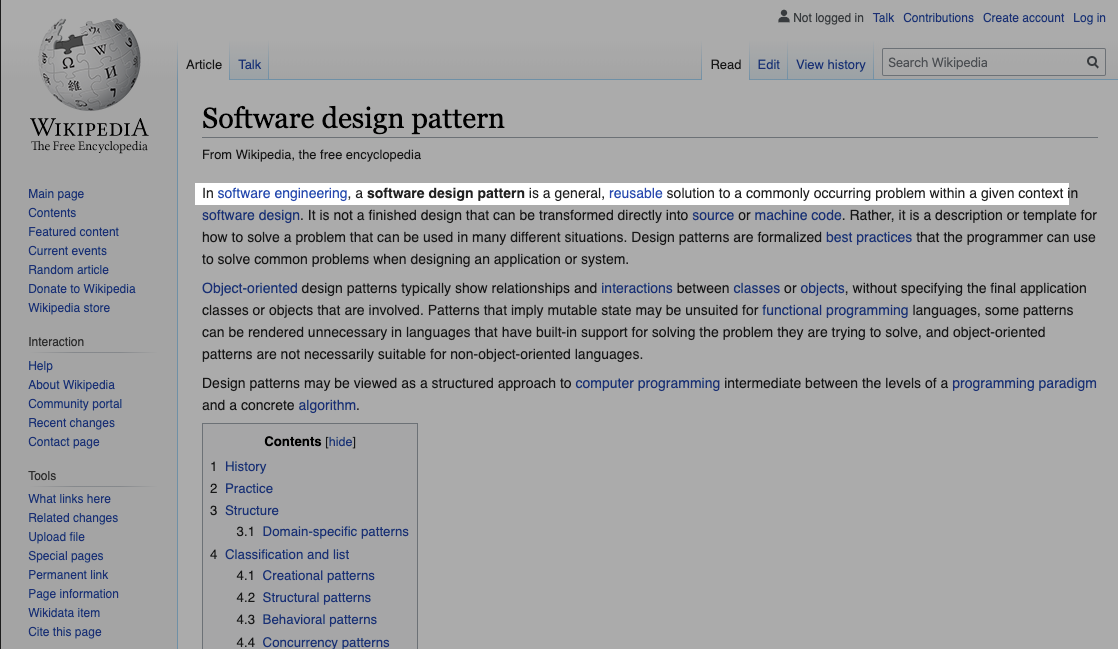 Not logged in Talk Contributions Create account Log in
Article Talk Read Edit View history Search Wikipedia
WIKIPEDIA
The Free Encyclopedia
Main page
Contents
Featured content
Current events
Random article
Donate to Wikipedia
Wikipedia store
Interaction
Help
About Wikipedia
Community portal
Recent changes
Contact page
Tools
What links here
Related changes
Upload file
Special pages
Permanent link
Page information
Wikidata item
Cite this page
Software design pattern
From Wikipedia, the free encyclopedia
In software engineering, a software design pattern is a general, reusable solution to a commonly occurring problem within a given context in
software design. It is not a finished design that can be transformed directly into source or machine code. Rather, it is a description or template for
how to solve a problem that can be used in many different situations. Design patterns are formalized best practices that the programmer can use
to solve common problems when designing an application or system.
Object-oriented design patterns typically show relationships and interactions between classes or objects, without specifying the final application
classes or objects that are involved. Patterns that imply mutable state may be unsuited for functional programming languages, some patterns
can be rendered unnecessary in languages that have built-in support for solving the problem they are trying to solve, and object-oriented
patterns are not necessarily suitable for non-object-oriented languages.
Design patterns may be viewed as a structured approach to computer programming intermediate between the levels of a programming paradigm
and a concrete algorithm.
Contents [hide]
1 History
2 Practice
3 Structure
3.1 Domain-specific patterns
4 Classification and list
4.1 Creational patterns
4.2 Structural patterns
4.3 Behavioral patterns
4.4 Concurrency patterns